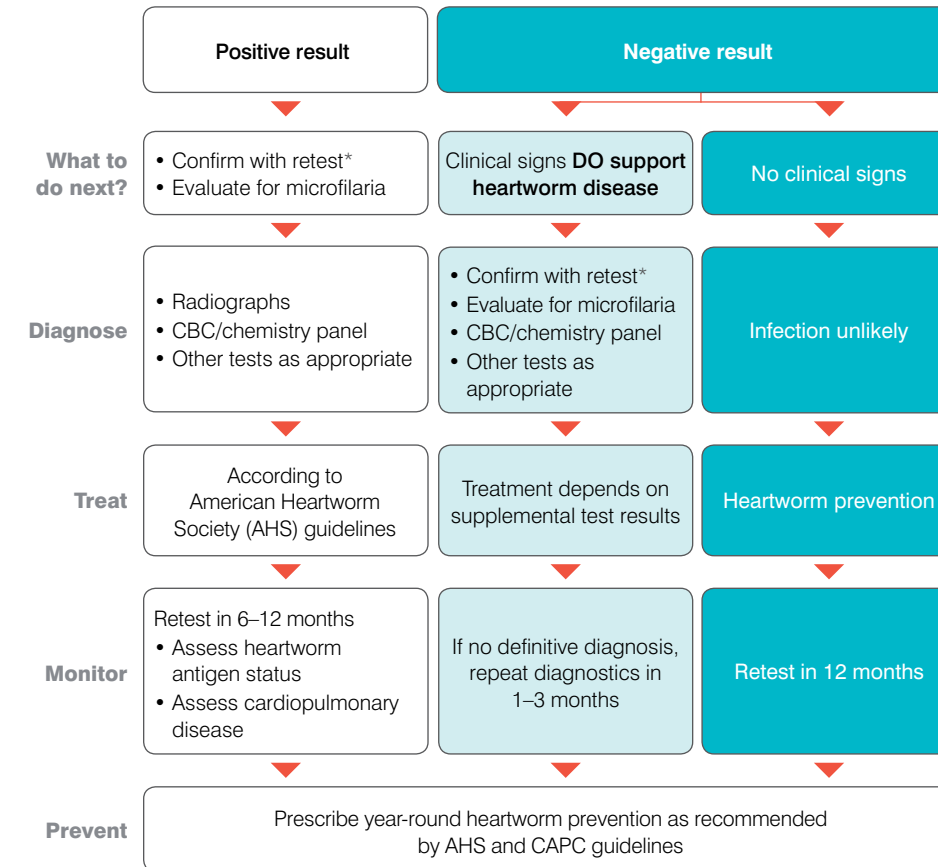 Positive result
Negative result
What to
do next?
• Confirm with retest*
• Evaluate for microfilaria
Clinical signs DO support
heartworm disease
No clinical signs
Diagnose
• Radiographs
• CBC/chemistry panel
• Other tests as appropriate
• Confirm with retest*
• Evaluate for microfilaria
• CBC/chemistry panel
• Other tests as
appropriate
Infection unlikely
Treat
According to
American Heartworm
Society (AHS) guidelines
Treatment depends on
supplemental test results
Heartworm prevention
Monitor
Retest in 6–12 months
• Assess heartworm
antigen status
• Assess cardiopulmonary
disease
If no definitive diagnosis,
repeat diagnostics in
1–3 months
Retest in 12 months
Prevent
Prescribe year-round heartworm prevention as recommended
by AHS and CAPC guidelines